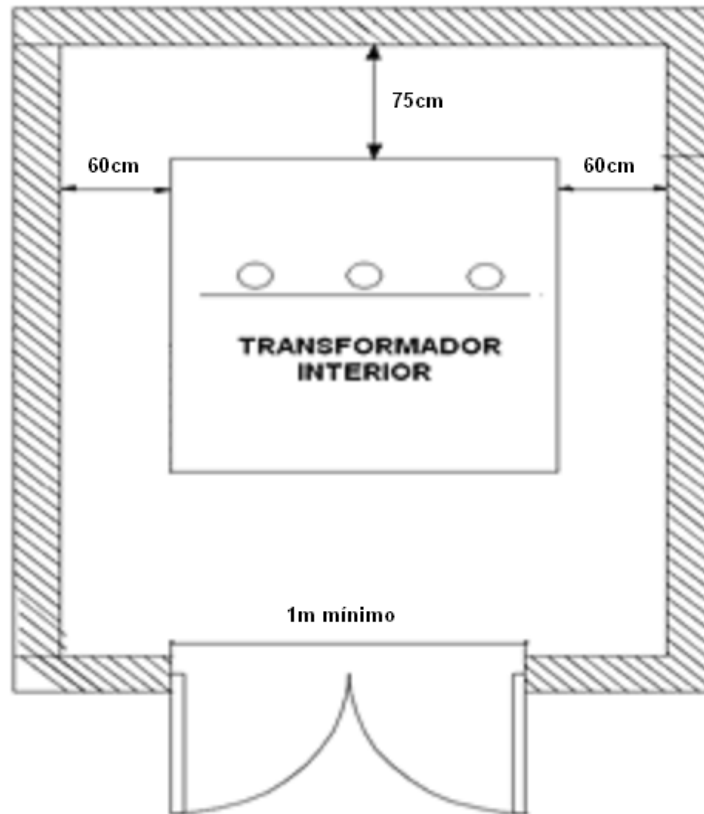 75cm
60cm
60cm
TRANSFORMADOR
INTERIOR
1m mínimo